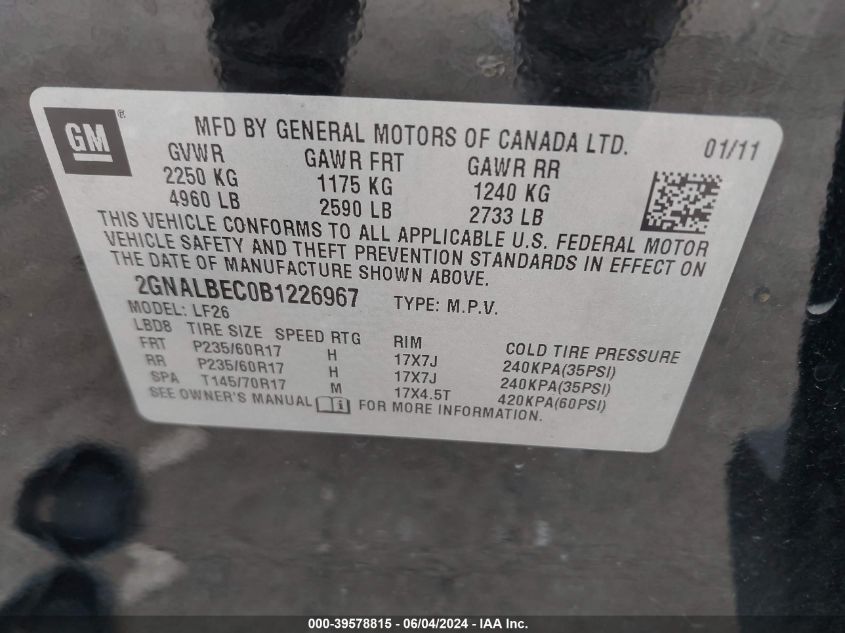 GM®
MFD BY GENERAL MOTORS OF CANADA LTD. 01/11
GVWR GAWR FRT GAWR RR
2250 KG 1175 KG 1240 KG
4960 LB 2590 LB 2733 LB
THIS VEHICLE CONFORMS TO ALL APPLICABLE U.S. FEDERAL MOTOR
VEHICLE SAFETY AND THEFT PREVENTION STANDARDS IN EFFECT ON
THE DATE OF MANUFACTURE SHOWN ABOVE.
2GNALBEC0B1226967 TYPE: M.P.V.
MODEL: LF26
LBD8 TIRE SIZE SPEED RTG RIM COLD TIRE PRESSURE
FRT P235/60R17 H 17X7J 240KPA(35PSI)
RR P235/60R17 H 17X7J 240KPA(35PSI)
SPA T145/70R17 M 17X4.5T 420KPA(60PSI)
SEE OWNER'S MANUAL i FOR MORE INFORMATION.
000-39578815 - 06/04/2024 - IAA Inc.